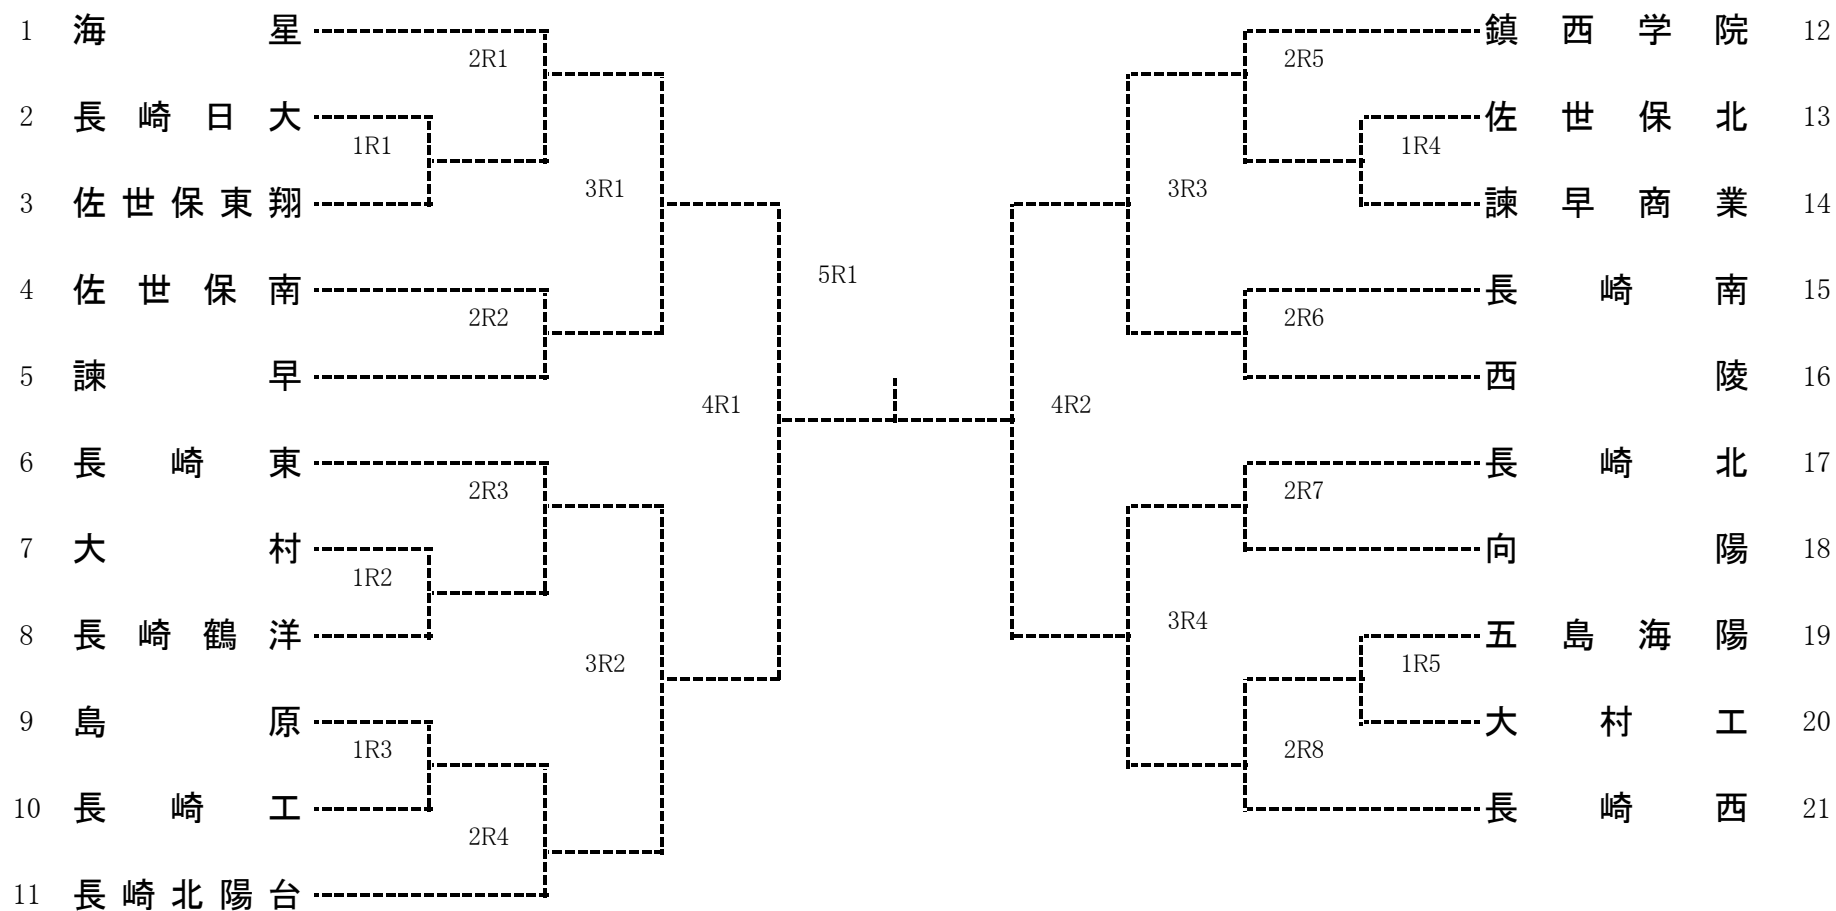 1 海星 鎮西学院 12
2R1 2R5
2 長崎日大 佐世保北 13
1R1 1R4
3R1 3R3
3 佐世保東翔 諫早商業 14
5R1
4 佐世保南 長崎南 15
2R2 2R6
5 諫早 西陵 16
4R1 4R2
6 長崎東 長崎北 17
2R3 2R7
7 大村 向陽 18
1R2
3R4
8 長崎鶴洋 五島海陽 19
3R2 1R5
9 島原 大村工 20
1R3 2R8
10 長崎工 長崎西 21
2R4
11 長崎北陽台